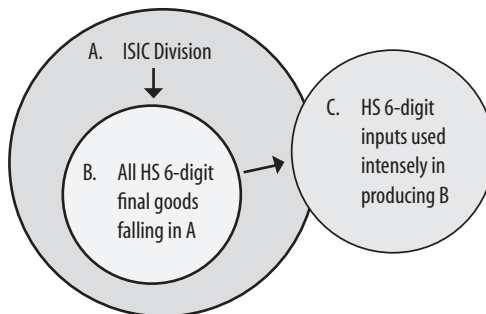 A. ISIC Division
B. All HS 6-digit
final goods
falling in A
C. HS 6-digit
inputs used
intensely in
producing B